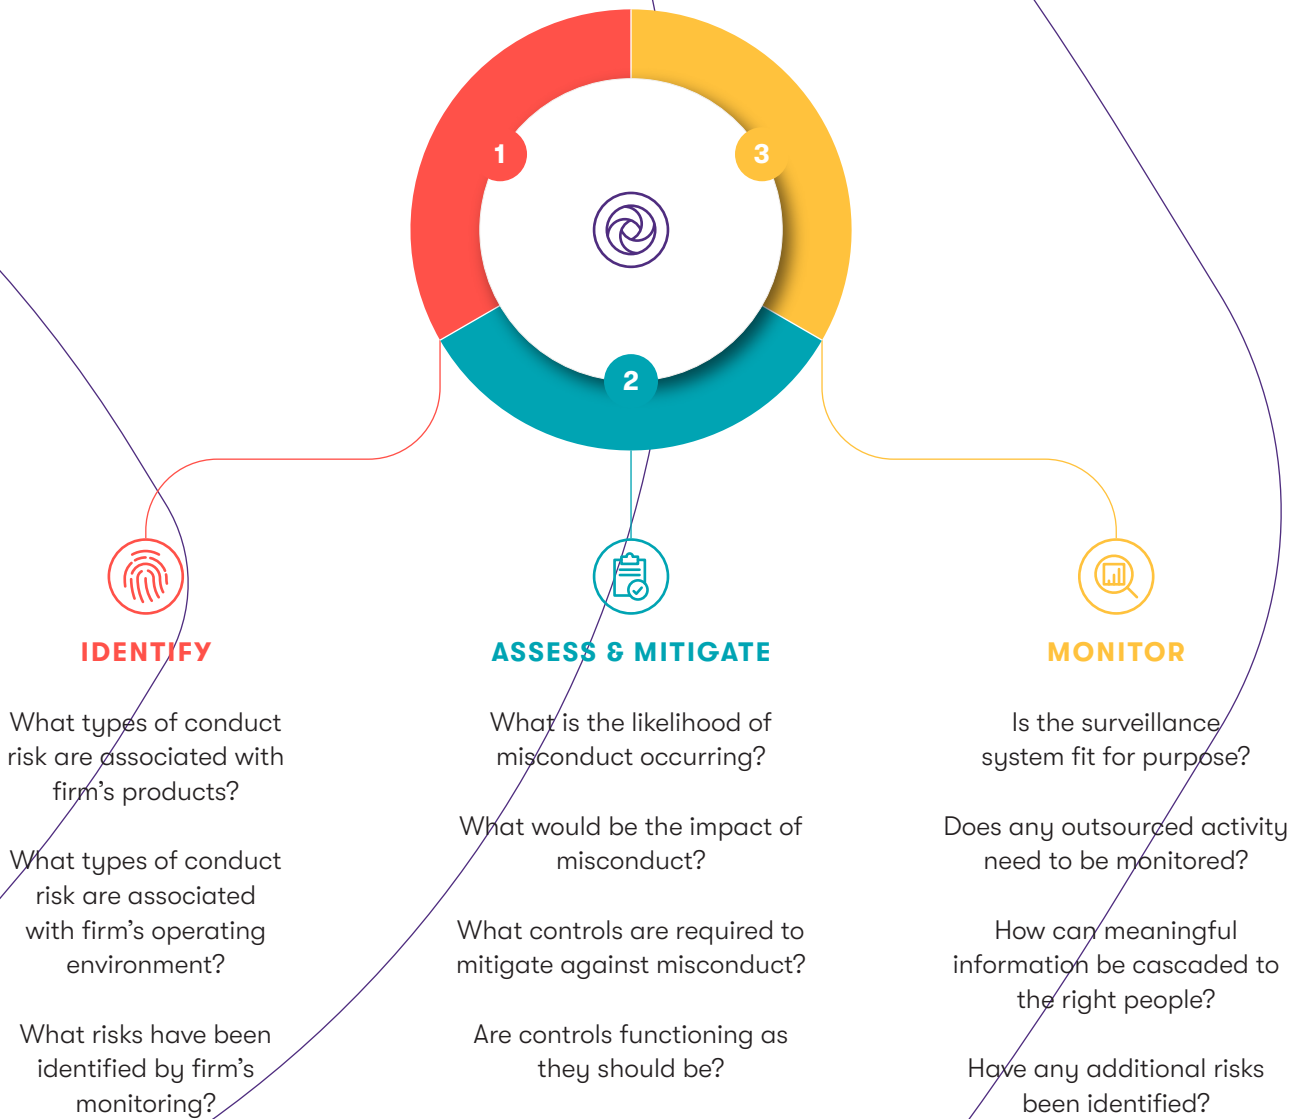 1
3
2
IDENTIFY
What types of conduct
risk are associated with
firm's products?
What types of conduct
risk are associated
with firm's operating
environment?
What risks have been
identified by firm's
monitoring?
ASSESS & MITIGATE
What is the likelihood of
misconduct occurring?
What would be the impact of
misconduct?
What controls are required to
mitigate against misconduct?
Are controls functioning as
they should be?
MONITOR
Is the surveillance
system fit for purpose?
Does any outsourced activity
need to be monitored?
How can meaningful
information be cascaded to
the right people?
Have any additional risks
been identified?